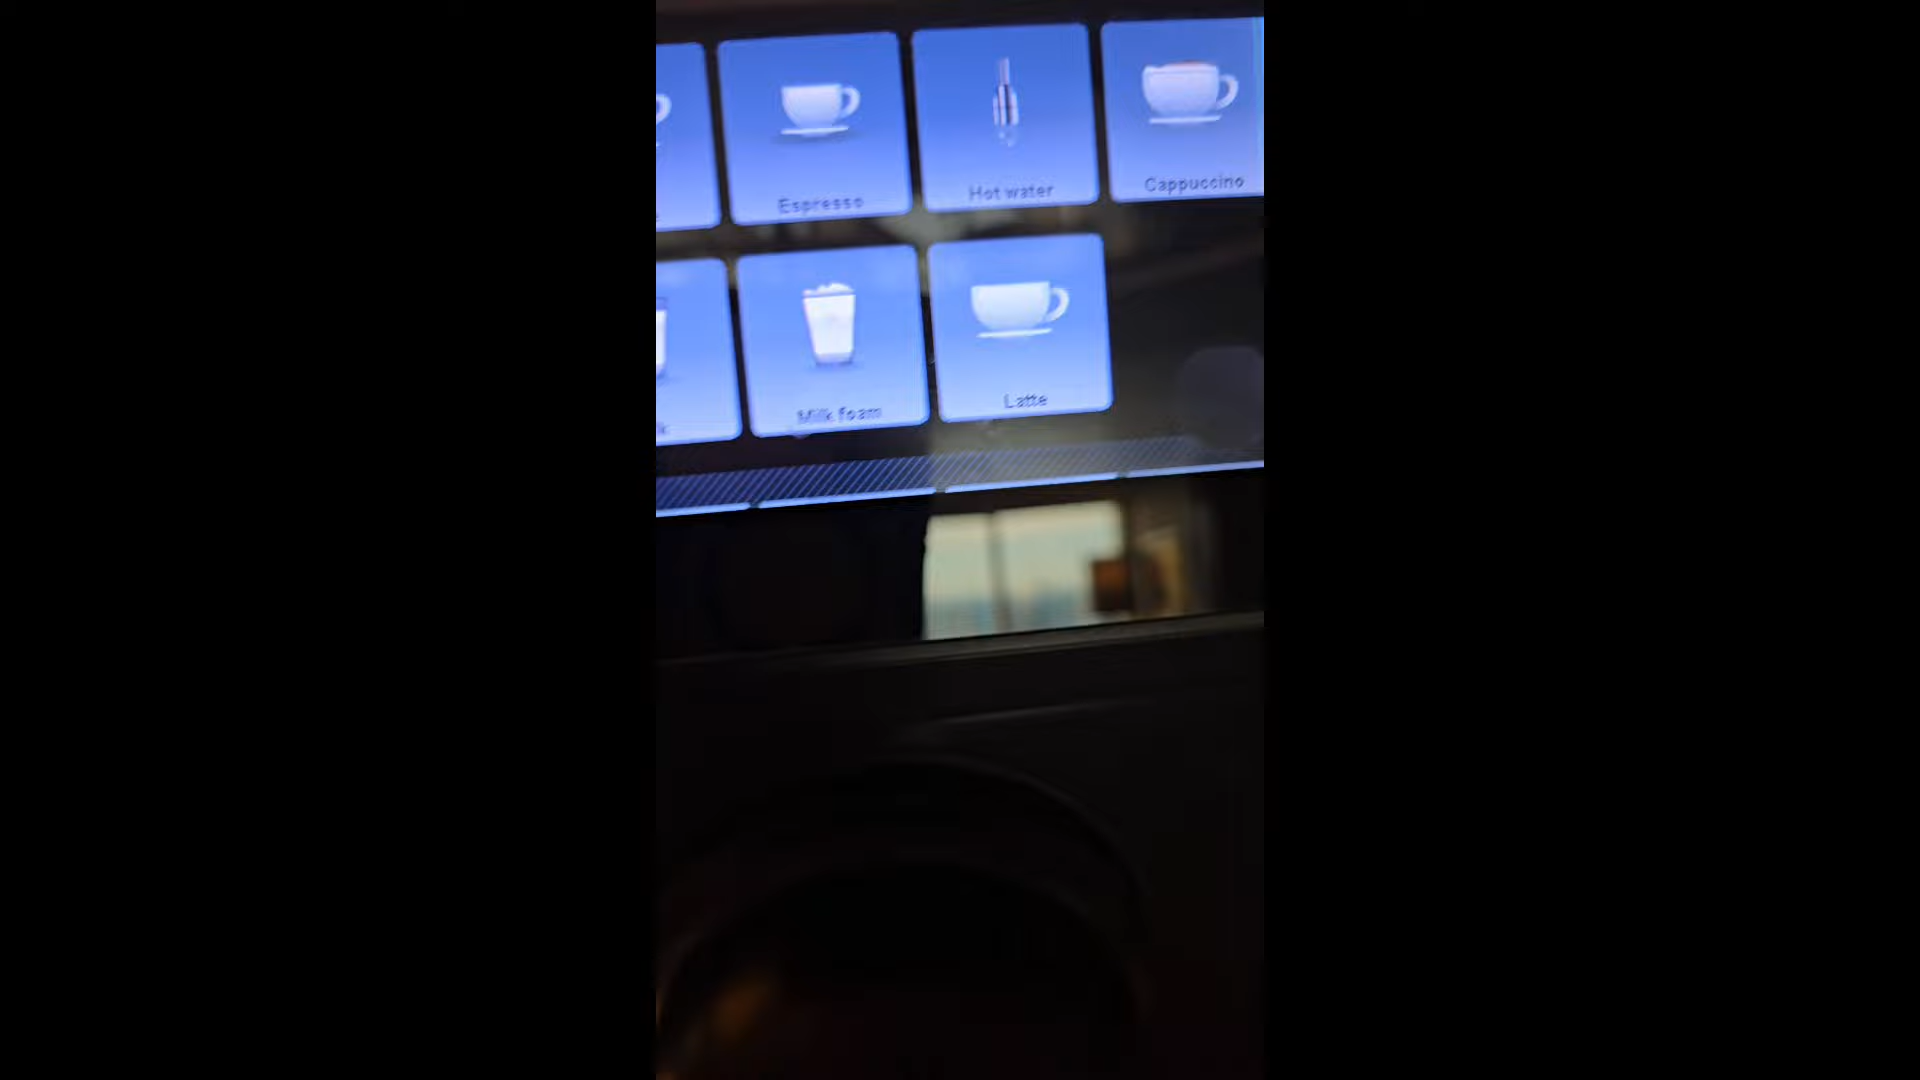 Espresso
Hot water
Cappuccino
Milk foam
Latte